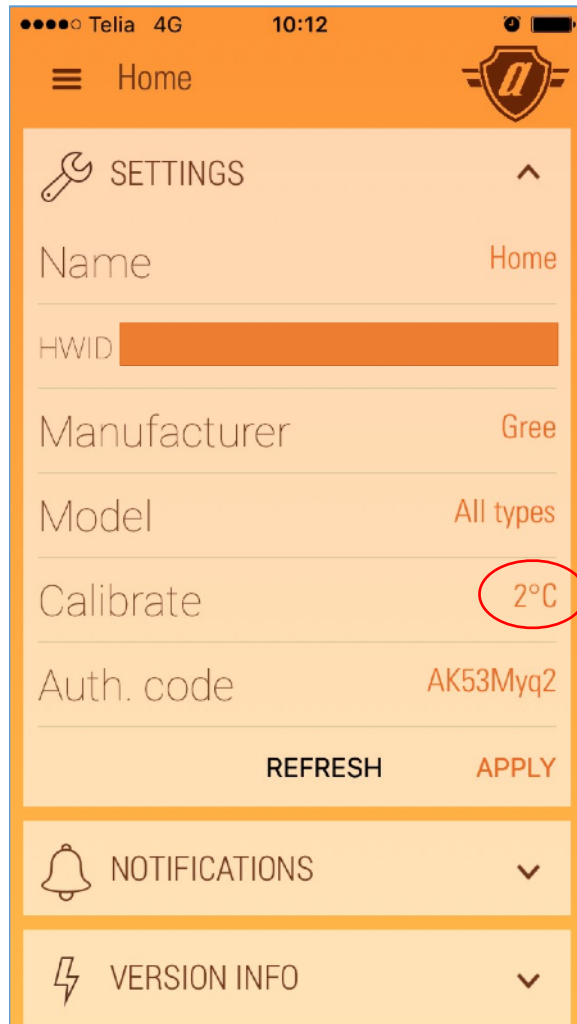 Telia 4G 10:12
Home
a
SETTINGS
Name Home
HWID
Manufacturer Gree
Model All types
Calibrate 2°C
Auth. code AK53Myq2
REFRESH APPLY
NOTIFICATIONS
VERSION INFO